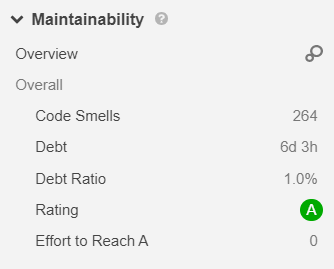 Maintainability ?
Overview
Overall
Code Smells 264
Debt 6d 3h
Debt Ratio 1.0%
Rating A
Effort to Reach A 0